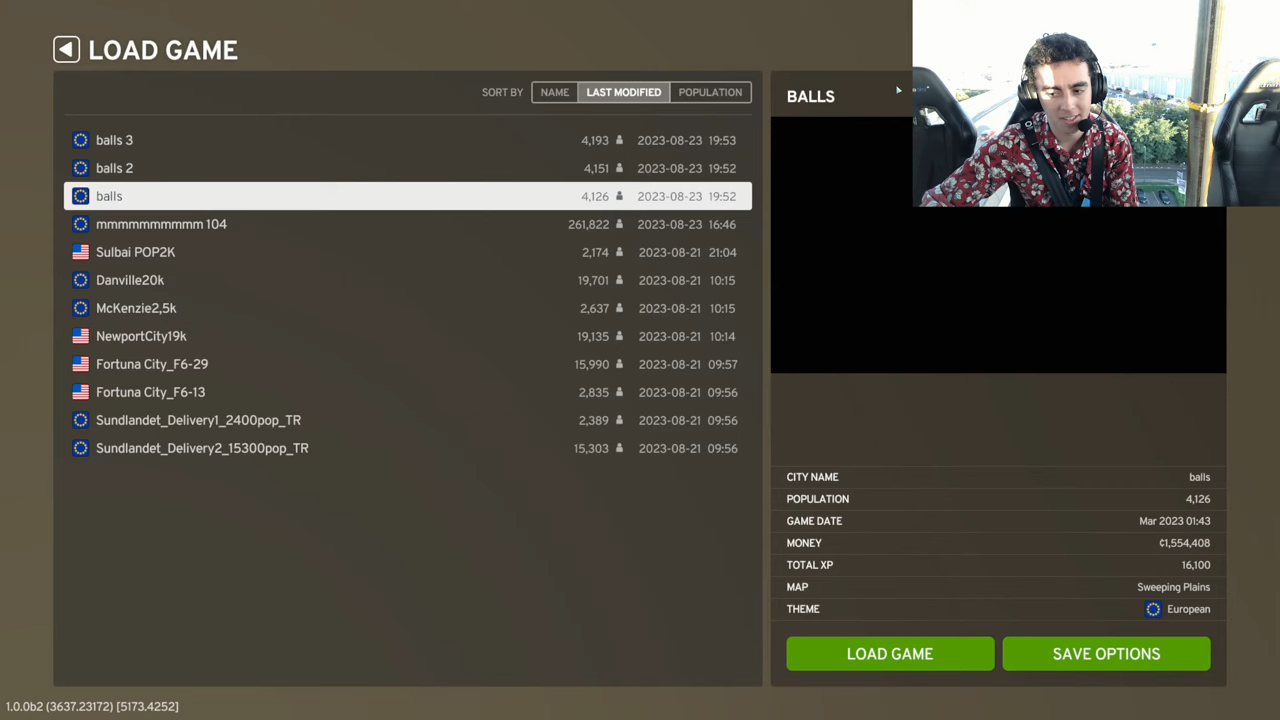 LOAD GAME
SORT BY NAME LAST MODIFIED POPULATION
balls 3 4,193 2023-08-23 19:53
balls 2 4,151 2023-08-23 19:52
balls 4,126 2023-08-23 19:52
mmmmmmmmmm 104 261,822 2023-08-23 16:46
Sulbai POP2K 2,174 2023-08-21 21:04
Danville20k 19,701 2023-08-21 10:15
McKenzie2,5k 2,637 2023-08-21 10:15
NewportCity19k 19,135 2023-08-21 10:14
Fortuna City_F6-29 15,990 2023-08-21 09:57
Fortuna City_F6-13 2,835 2023-08-21 09:56
Sundlandet_Delivery1_2400pop_TR 2,389 2023-08-21 09:56
Sundlandet_Delivery2_15300pop_TR 15,303 2023-08-21 09:56
BALLS
CITY NAME balls
POPULATION 4,126
GAME DATE Mar 2023 01:43
MONEY ¢1,554,408
TOTAL XP 16,100
MAP Sweeping Plains
THEME European
LOAD GAME SAVE OPTIONS
1.0.0b2 (3637.23172) [5173.4252]